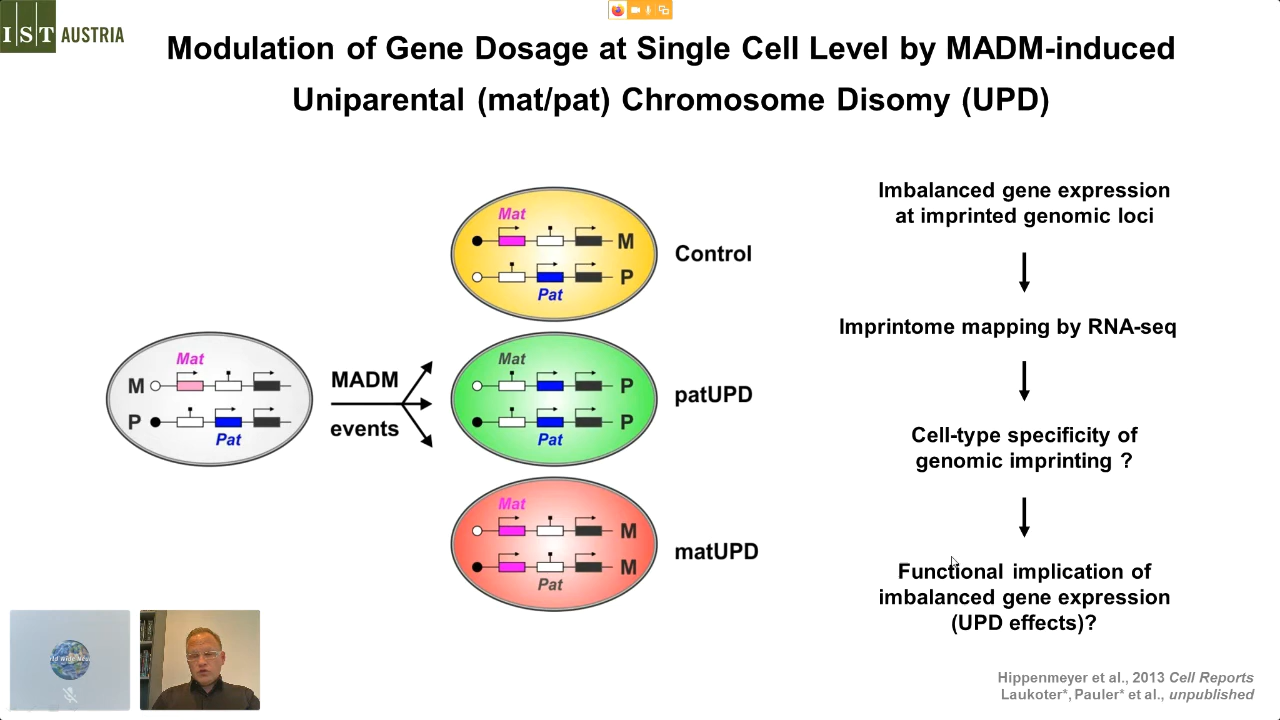 IST AUSTRIA
Modulation of Gene Dosage at Single Cell Level by MADM-induced
Uniparental (mat/pat) Chromosome Disomy (UPD)
Mat
M
P
Pat
MADM
events
Mat
M
P
Pat
Control
Mat
P
P
Pat
patUPD
Mat
M
M
Pat
matUPD
Imbalanced gene expression
at imprinted genomic loci
Imprintome mapping by RNA-seq
Cell-type specificity of
genomic imprinting ?
Functional implication of
imbalanced gene expression
(UPD effects)?
Hippenmeyer et al., 2013 Cell Reports
Laukoter*, Pauler* et al., unpublished